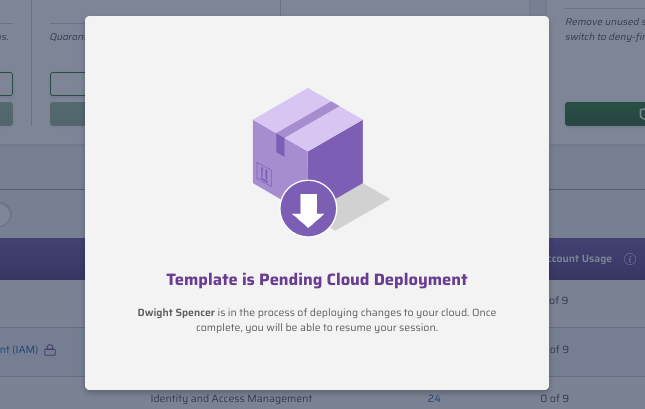 Remove unused s
es.
Quaran
switch to deny-fir
Template is Pending Cloud Deployment
ccount Usage
Dwight Spencer is in the process of deploying changes to your cloud. Once
complete, you will be able to resume your session.
of 9
nt (IAM)
of 9
Identity and Access Management 24 0 of 9